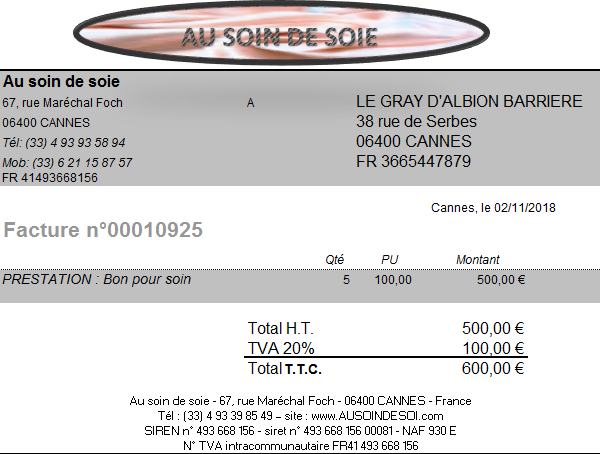 AU SOIN DE SOIE
Au soin de soie
67, rue Maréchal Foch
06400 CANNES
Tél: (33) 4 93 93 58 94
Mob: (33) 6 21 15 87 57
FR 41493668156
A
LE GRAY D'ALBION BARRIERE
38 rue de Serbes
06400 CANNES
FR 3665447879
Cannes, le 02/11/2018
Facture n°00010925
Qté PU Montant
PRESTATION : Bon pour soin 5 100,00 500,00 €
Total H.T. 500,00 €
TVA 20% 100,00 €
Total T.T.C. 600,00 €
Au soin de soie - 67, rue Maréchal Foch - 06400 CANNES - France
Tél : (33) 4 93 39 85 49 – site : www.AUSOINDESOI.com
SIREN n° 493 668 156 - siret n° 493 668 156 00081 - NAF 930 E
N° TVA intracommunautaire FR41 493 668 156